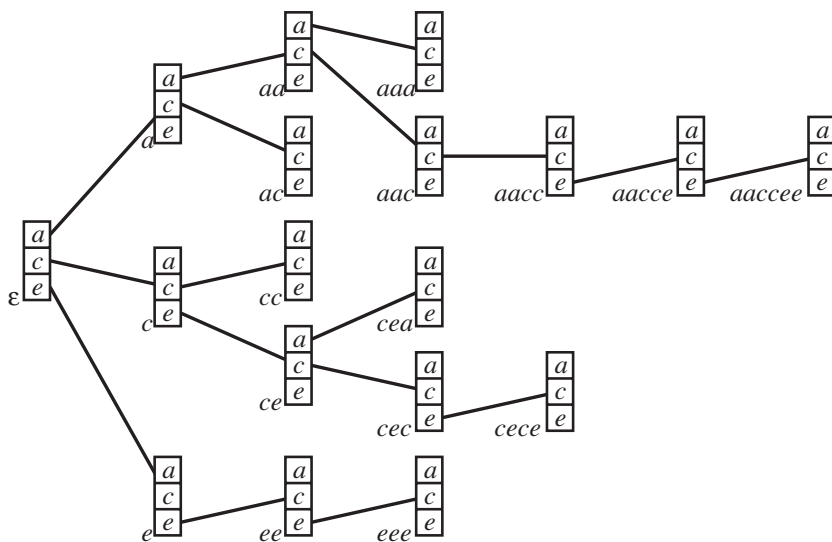 a a
c c
a e e
aa aaa
c
e a a a a a
a
c c c c c
ac e aac e aacc e aacce e aaccee e
a a
c a c a
e c cc e c
ε
c e a cea e
c a a
ce e c c
cec e cece e
a a a
c c c
e e ee e eee e